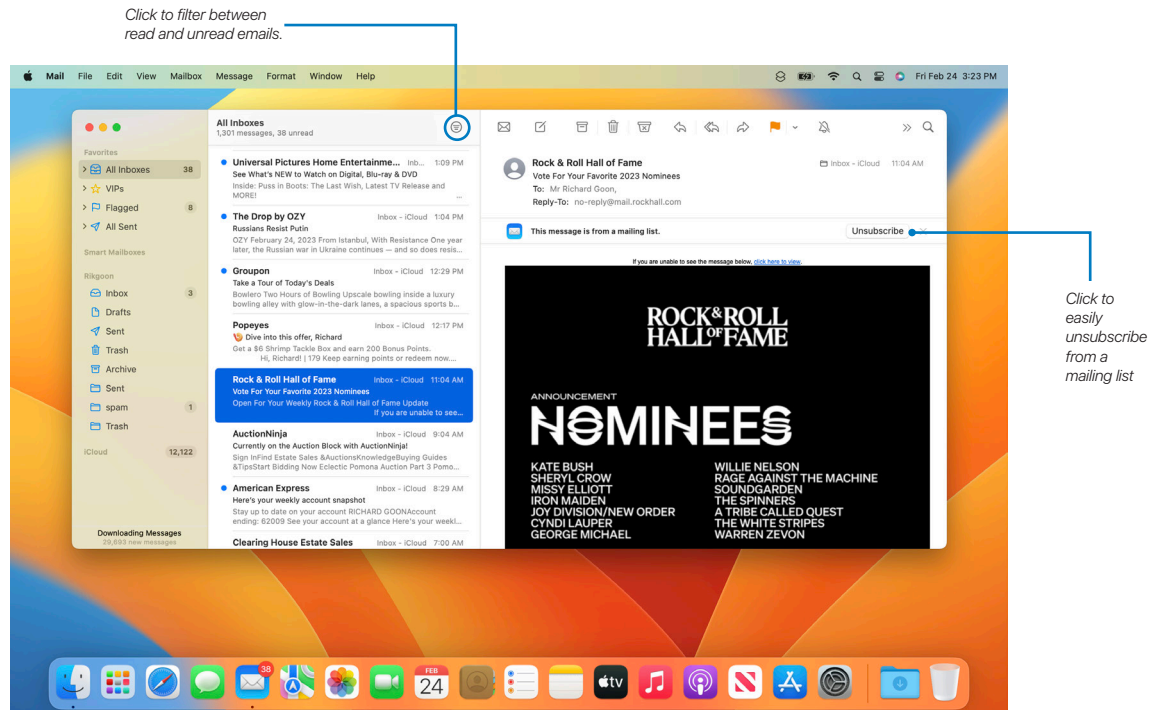 Click to filter between
read and unread emails.
Mail File Edit View Mailbox Message Format Window Help
Fri Feb 24 3:23 PM
Favorites
All Inboxes 38
VIPs
Flagged 8
All Sent
Smart Mailboxes
Rikgoon
Inbox 3
Drafts
Sent
Trash
Archive
Sent
spam 1
Trash
iCloud 12,122
Downloading Messages
29,693 new messages
All Inboxes
1,301 messages, 38 unread
Universal Pictures Home Entertainme... Inb... 1:09 PM
See What's NEW to Watch on Digital, Blu-ray & DVD
Inside: Puss in Boots: The Last Wish, Latest TV Release and
MORE! ...
The Drop by OZY Inbox - iCloud 1:04 PM
Russians Resist Putin
OZY February 24, 2023 From Istanbul, With Resistance One year
later, the Russian war in Ukraine continues — and so does resis...
Groupon Inbox - iCloud 12:29 PM
Take a Tour of Today's Deals
Bowlero Two Hours of Bowling Upscale bowling inside a luxury
bowling alley with glow-in-the-dark lanes, a spacious sports b...
Popeyes Inbox - iCloud 12:17 PM
🍤 Dive into this offer, Richard
Get a $6 Shrimp Tackle Box and earn 200 Bonus Points.
Hi, Richard! | 179 Keep earning points or redeem now....
Rock & Roll Hall of Fame Inbox - iCloud 11:04 AM
Vote For Your Favorite 2023 Nominees
Open For Your Weekly Rock & Roll Hall of Fame Update
If you are unable to see...
AuctionNinja Inbox - iCloud 9:04 AM
Currently on the Auction Block with AuctionNinja!
Sign InFind Estate Sales &AuctionsKnowledgeBuying Guides
&TipsStart Bidding Now Eclectic Pomona Auction Part 3 Pomo...
American Express Inbox - iCloud 8:29 AM
Here's your weekly account snapshot
Stay up to date on your account RICHARD GOONAccount
ending: 62009 See your account at a glance Here's your weekl...
Clearing House Estate Sales Inbox - iCloud 7:00 AM
Rock & Roll Hall of Fame Inbox - iCloud 11:04 AM
Vote For Your Favorite 2023 Nominees
To: Mr Richard Goon,
Reply-To: no-reply@mail.rockhall.com
This message is from a mailing list. Unsubscribe
If you are unable to see the message below, click here to view.
ROCK&ROLL
HALL OF FAME
ANNOUNCEMENT
NOMINEES
KATE BUSH
SHERYL CROW
MISSY ELLIOTT
IRON MAIDEN
JOY DIVISION/NEW ORDER
CYNDI LAUPER
GEORGE MICHAEL
WILLIE NELSON
RAGE AGAINST THE MACHINE
SOUNDGARDEN
THE SPINNERS
A TRIBE CALLED QUEST
THE WHITE STRIPES
WARREN ZEVON
Click to
easily
unsubscribe
from a
mailing list
38
FEB
24
tv